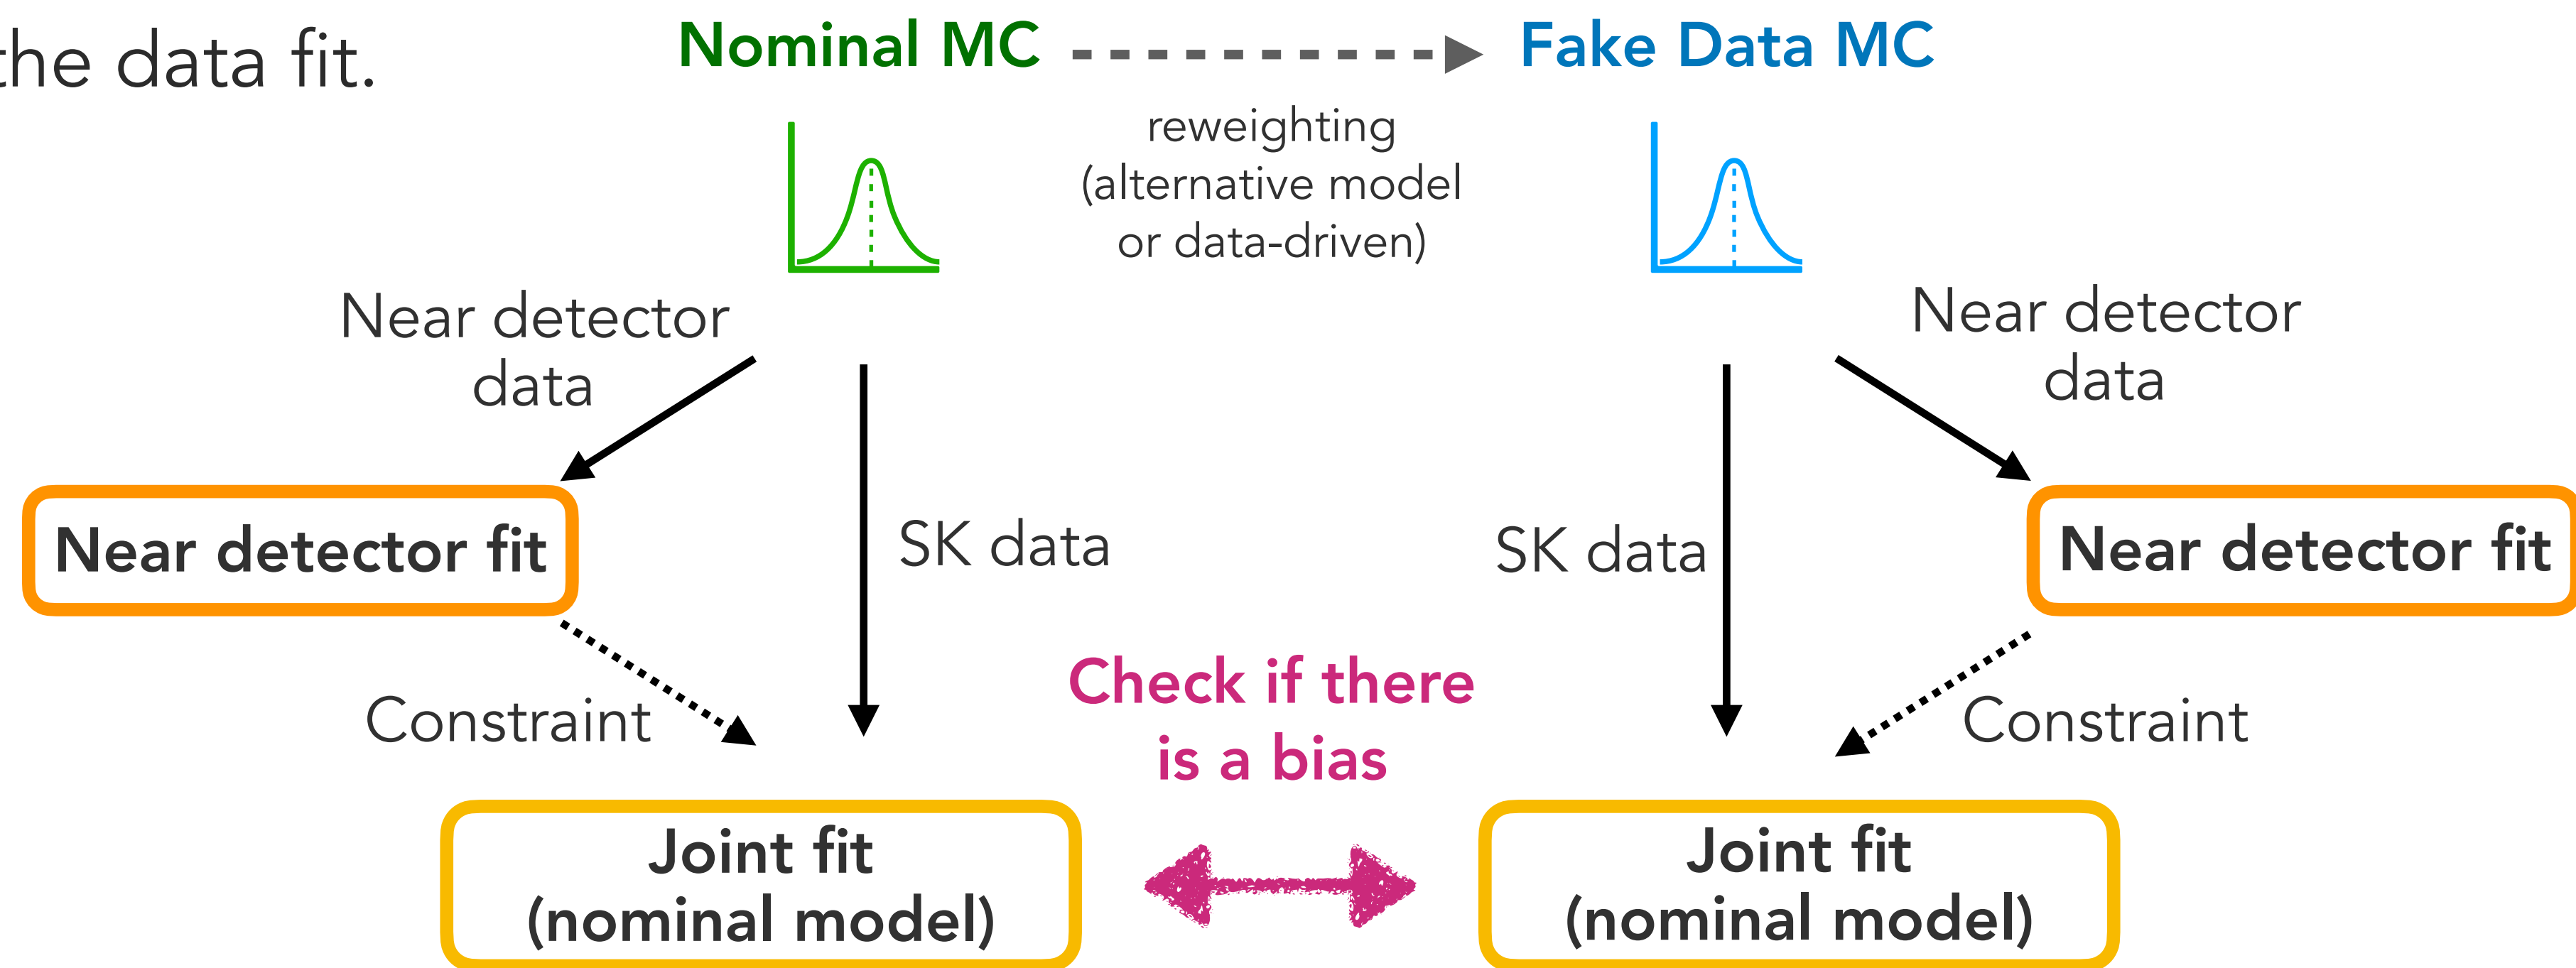 the data fit.
Nominal MC
Fake Data MC
reweighting
(alternative model
or data-driven)
Near detector
data
Near detector
data
Near detector fit
SK data
SK data
Near detector fit
Constraint
Check if there
is a bias
Constraint
Joint fit
(nominal model)
Joint fit
(nominal model)